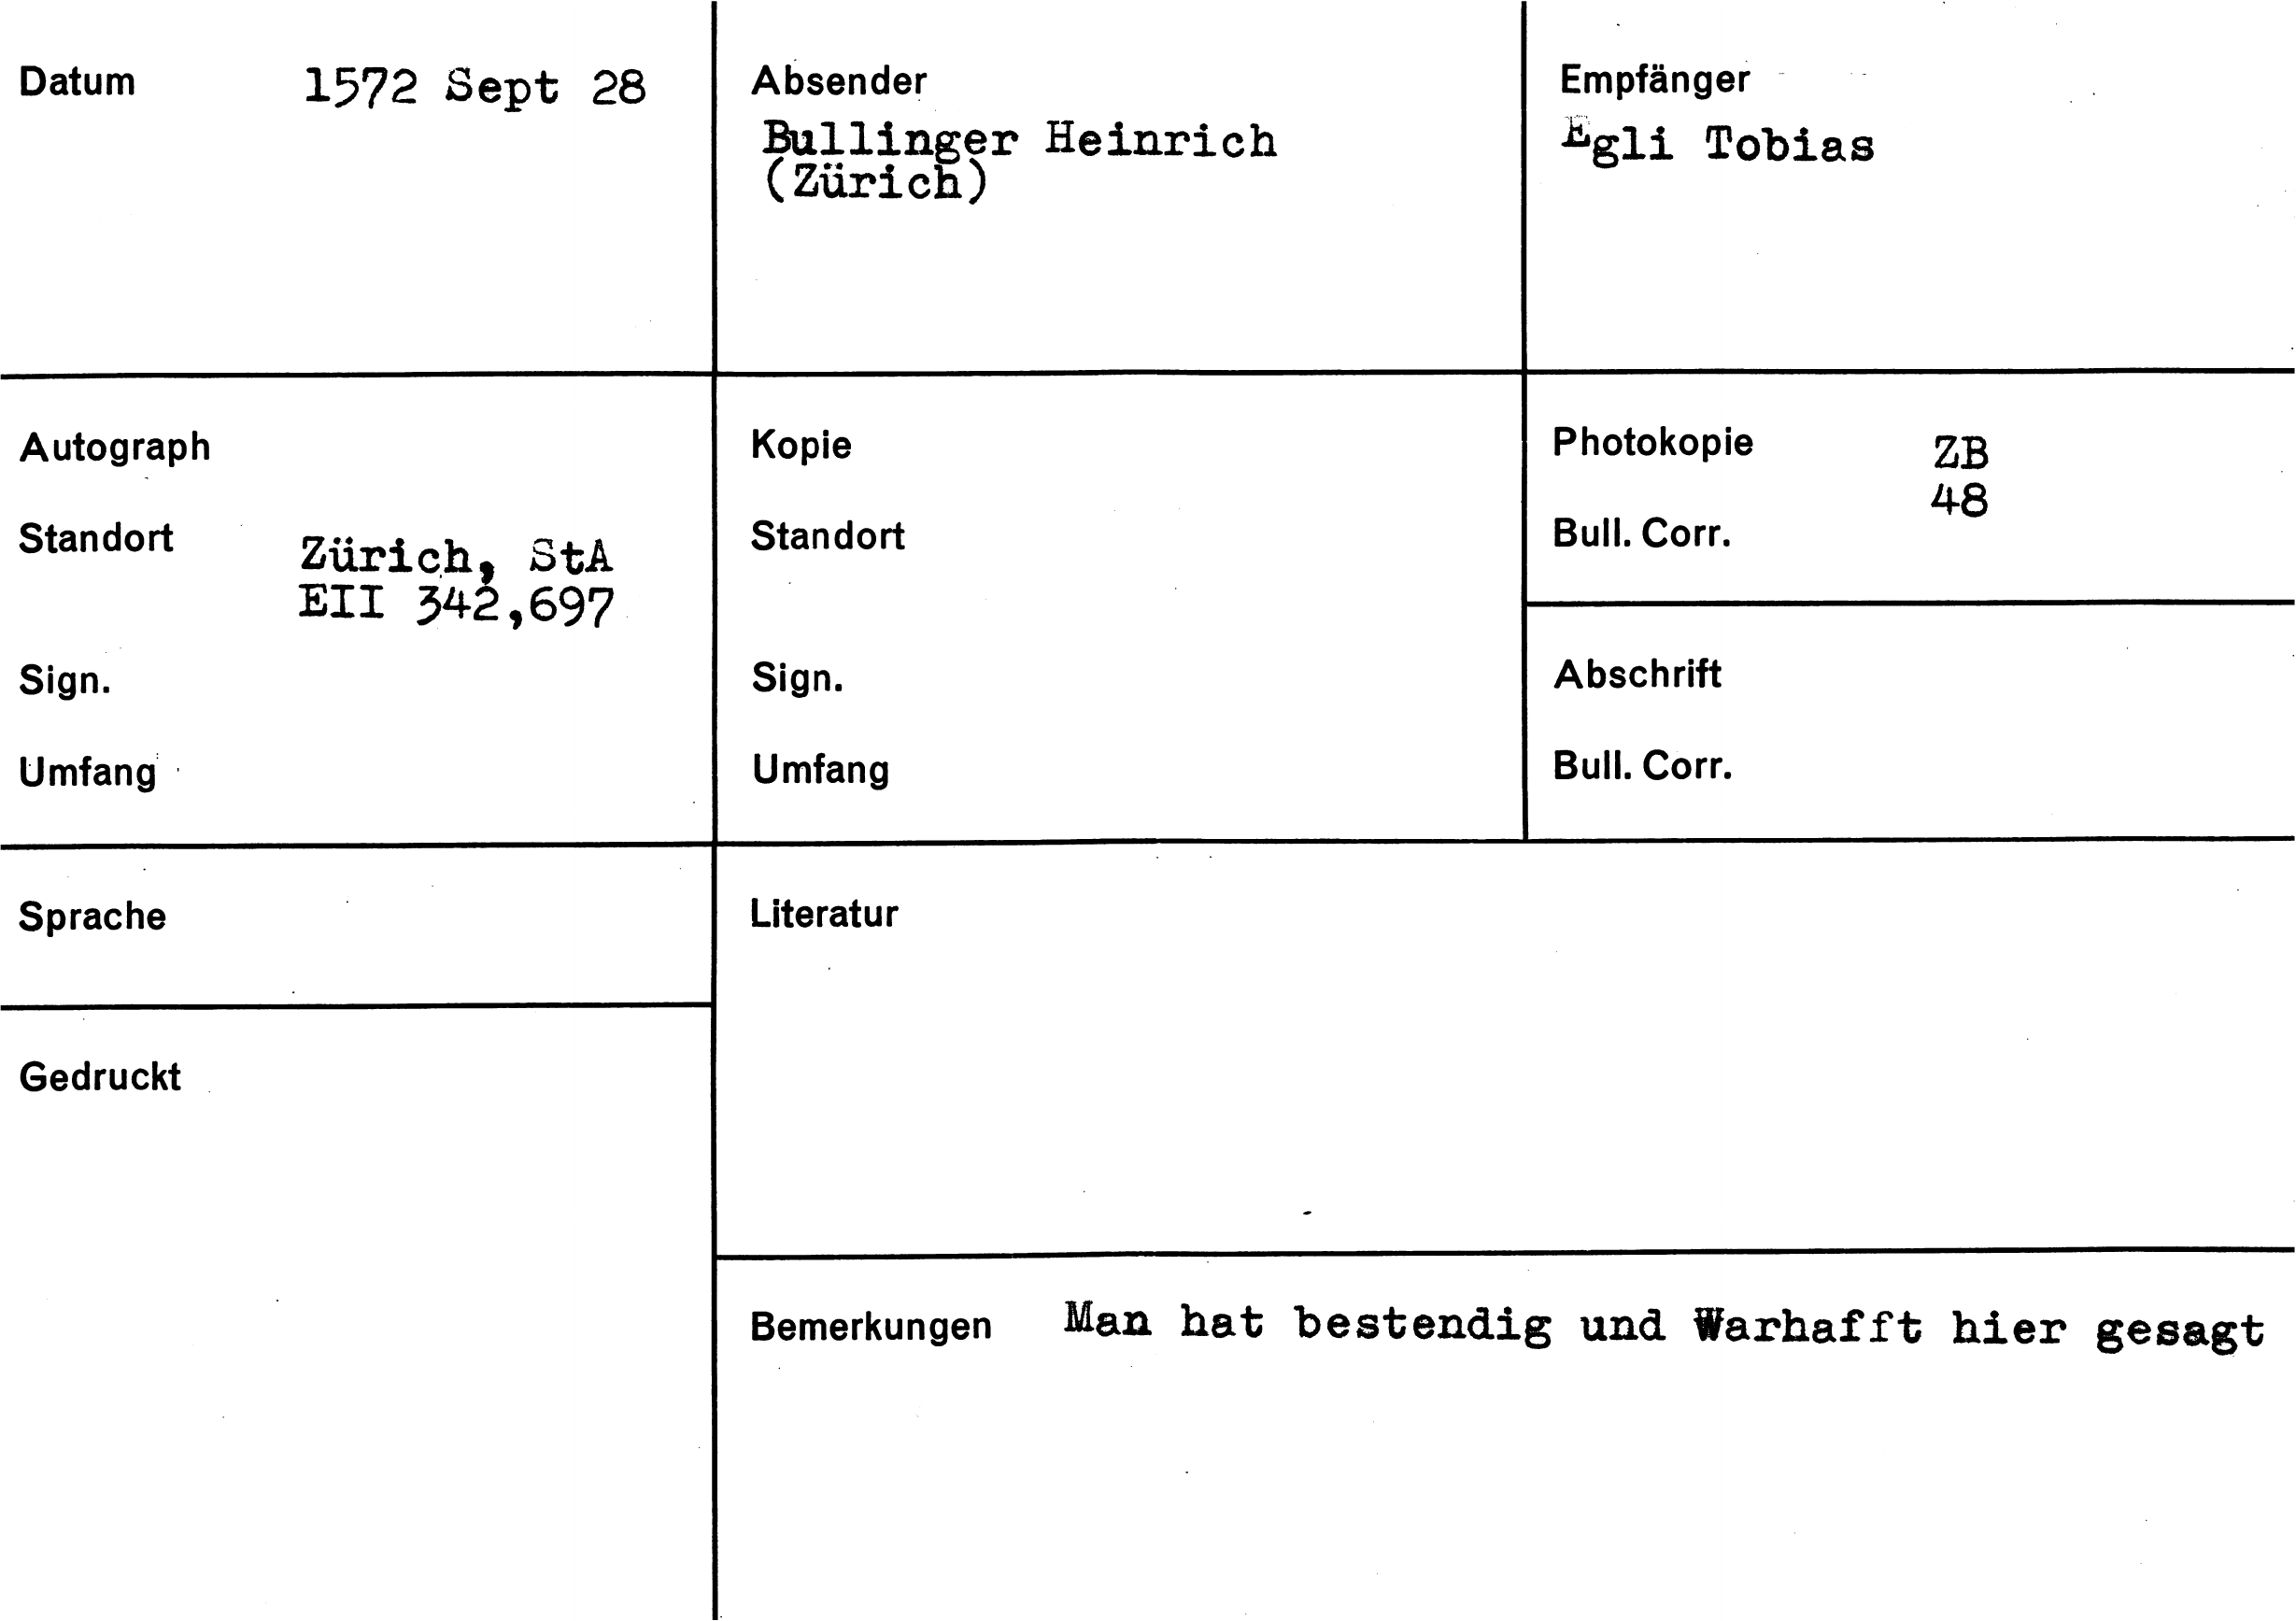 Datum 1572 Sept 28
Absender
Bullinger Heinrich
(Zürich)
Empfänger
Egli Tobias
Autograph
Standort Zürich, StA
EII 342,697
Sign.
Umfang
Kopie
Standort
Sign.
Umfang
Photokopie ZB
48
Bull. Corr.
Abschrift
Bull. Corr.
Sprache
Literatur
Gedruckt
Bemerkungen Man hat bestendig und Warhafft hier gesagt